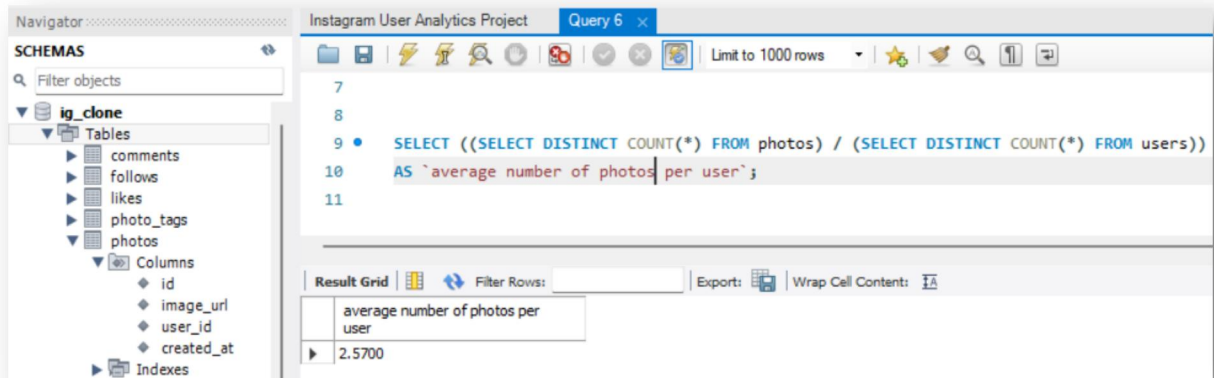 Navigator
SCHEMAS
Filter objects
ig_clone
Tables
comments
follows
likes
photo_tags
photos
Columns
id
image_url
user_id
created_at
Indexes
Instagram User Analytics Project
Query 6
Limit to 1000 rows
7
8
9 SELECT ((SELECT DISTINCT COUNT(*) FROM photos) / (SELECT DISTINCT COUNT(*) FROM users))
10 AS `average number of photos per user`;
11
Result Grid Filter Rows: Export: Wrap Cell Content: IA
average number of photos per
user
2.5700